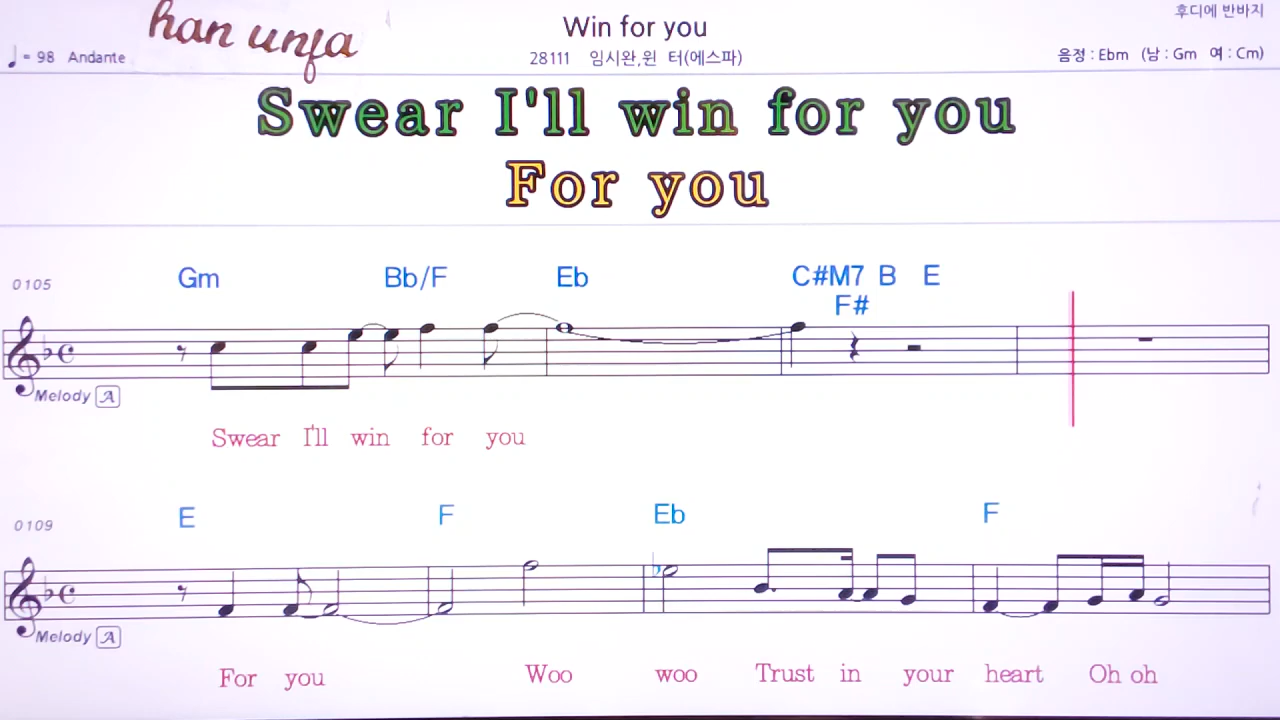 han unfa
Win for you
후디에 반바지
♩ = 98 Andante
28111 임시완,윈 터(에스파)
음정 : Ebm (남 : Gm 여 : Cm)
Swear I'll win for you
For you
0105
Gm Bb/F Eb C#M7 B E
F#
Melody A
Swear I'll win for you
0109
E F Eb F
Melody A
For you Woo woo Trust in your heart Oh oh